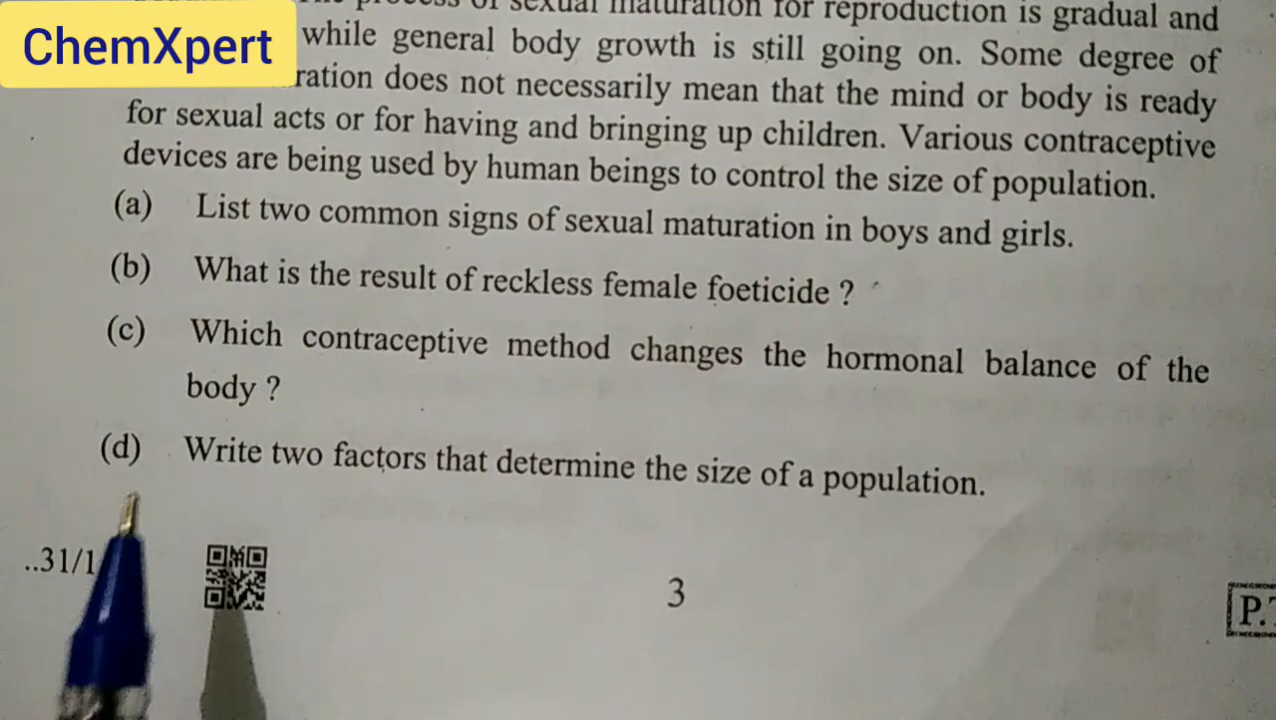 The process of sexual maturation for reproduction is gradual and
ChemXpert
while general body growth is still going on. Some degree of
ration does not necessarily mean that the mind or body is ready
for sexual acts or for having and bringing up children. Various contraceptive
devices are being used by human beings to control the size of population.
(a) List two common signs of sexual maturation in boys and girls.
(b) What is the result of reckless female foeticide ?
(c) Which contraceptive method changes the hormonal balance of the
body ?
(d) Write two factors that determine the size of a population.
..31/1
3
P.